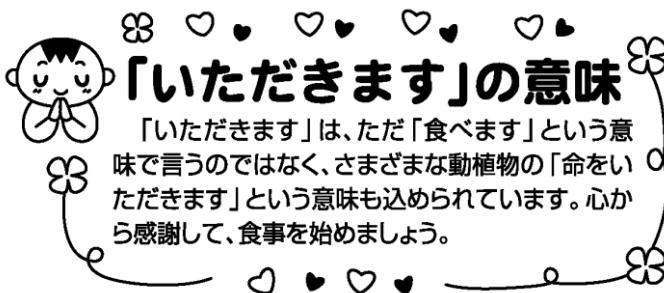 「いただきます」の意味
「いただきます」は、ただ「食べます」という意
味で言うのではなく、さまざまな動植物の「命をい
ただきます」という意味も込められています。心か
ら感謝して、食事を始めましょう。